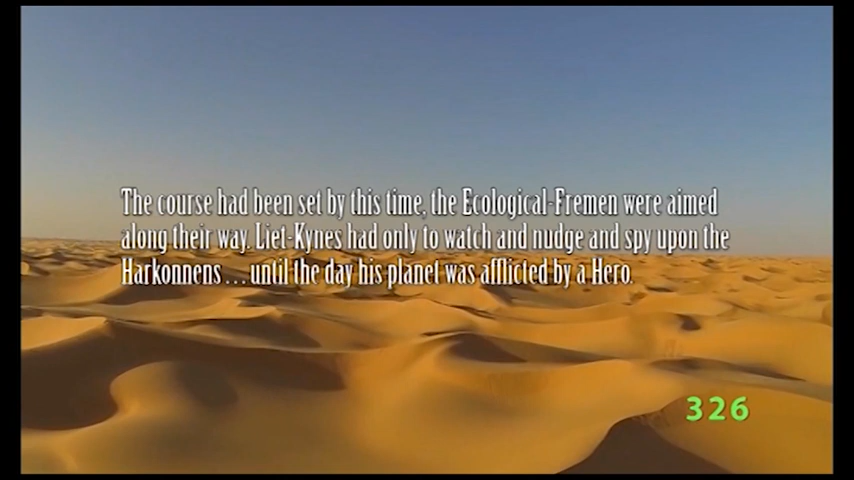 The course had been set by this time, the Ecological-Fremen were aimed
along their way. Liet-Kynes had only to watch and nudge and spy upon the
Harkonnens . . . until the day his planet was afflicted by a Hero.
326